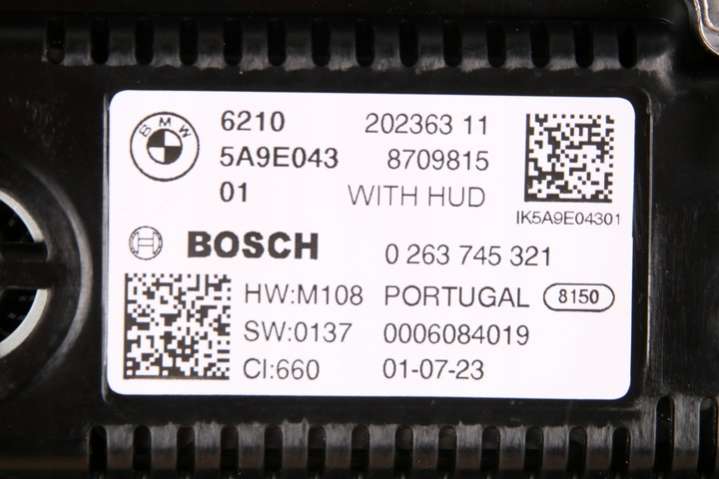 BMW
6210 202363 11
5A9E043 8709815
01 WITH HUD
IK5A9E04301
BOSCH 0 263 745 321
HW:M108 PORTUGAL 8150
SW:0137 0006084019
CI:660 01-07-23